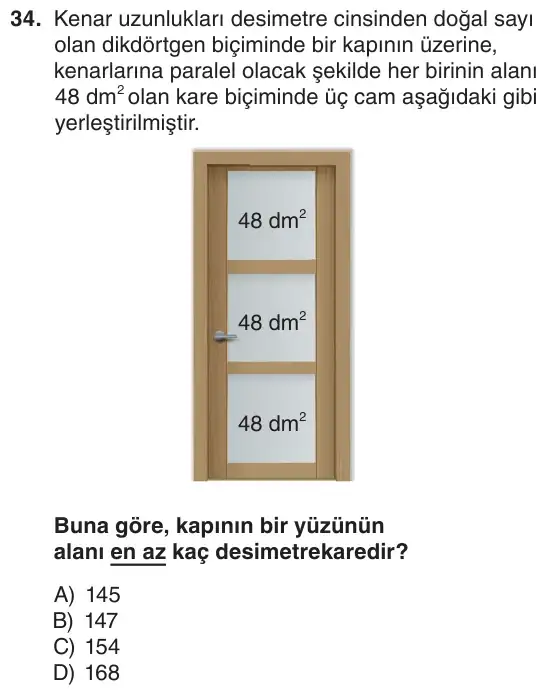 34. Kenar uzunlukları desimetre cinsinden doğal sayı
olan dikdörtgen biçiminde bir kapının üzerine,
kenarlarına paralel olacak şekilde her birinin alanı
48 dm² olan kare biçiminde üç cam aşağıdaki gibi
yerleştirilmiştir.
48 dm²
48 dm²
48 dm²
Buna göre, kapının bir yüzünün
alanı en az kaç desimetrekaredir?
A) 145
B) 147
C) 154
D) 168